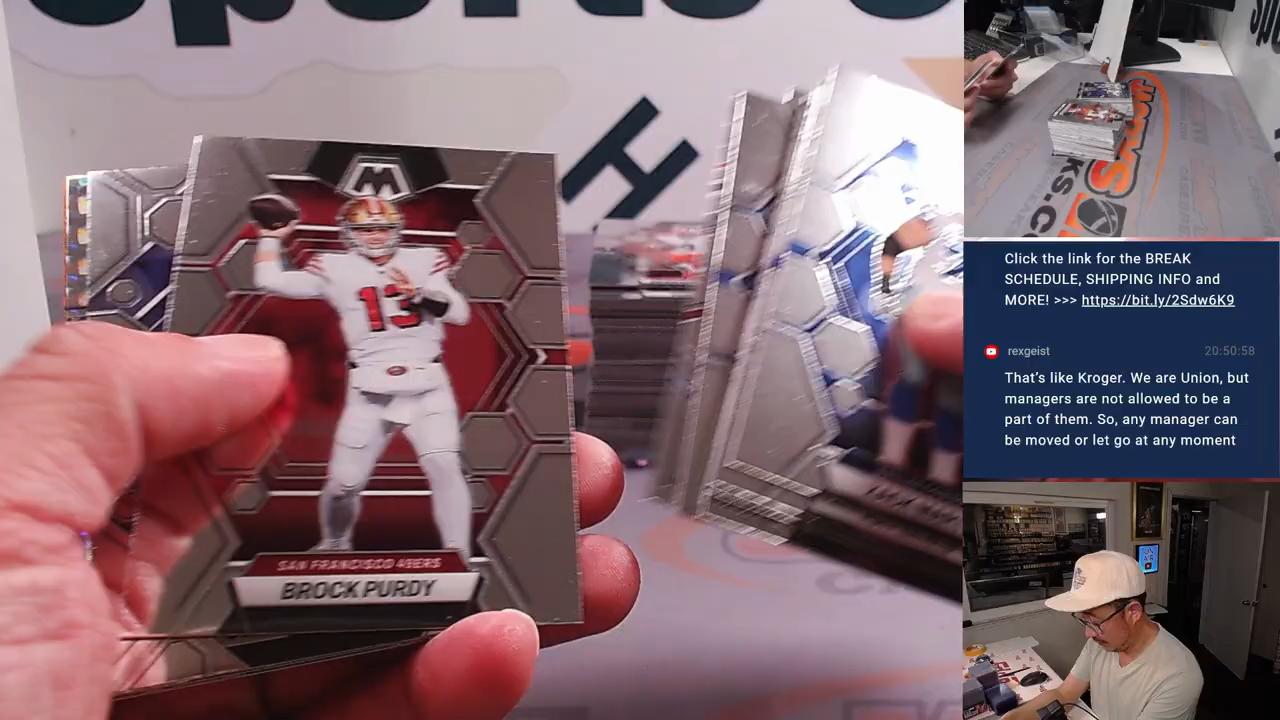 M
13
SAN FRANCISCO 49ERS
BROCK PURDY
Click the link for the BREAK
SCHEDULE, SHIPPING INFO and
MORE! >>> https://bit.ly/2Sdw6K9
rexgeist
20:50:58
That's like Kroger. We are Union, but
managers are not allowed to be a
part of them. So, any manager can
be moved or let go at any moment